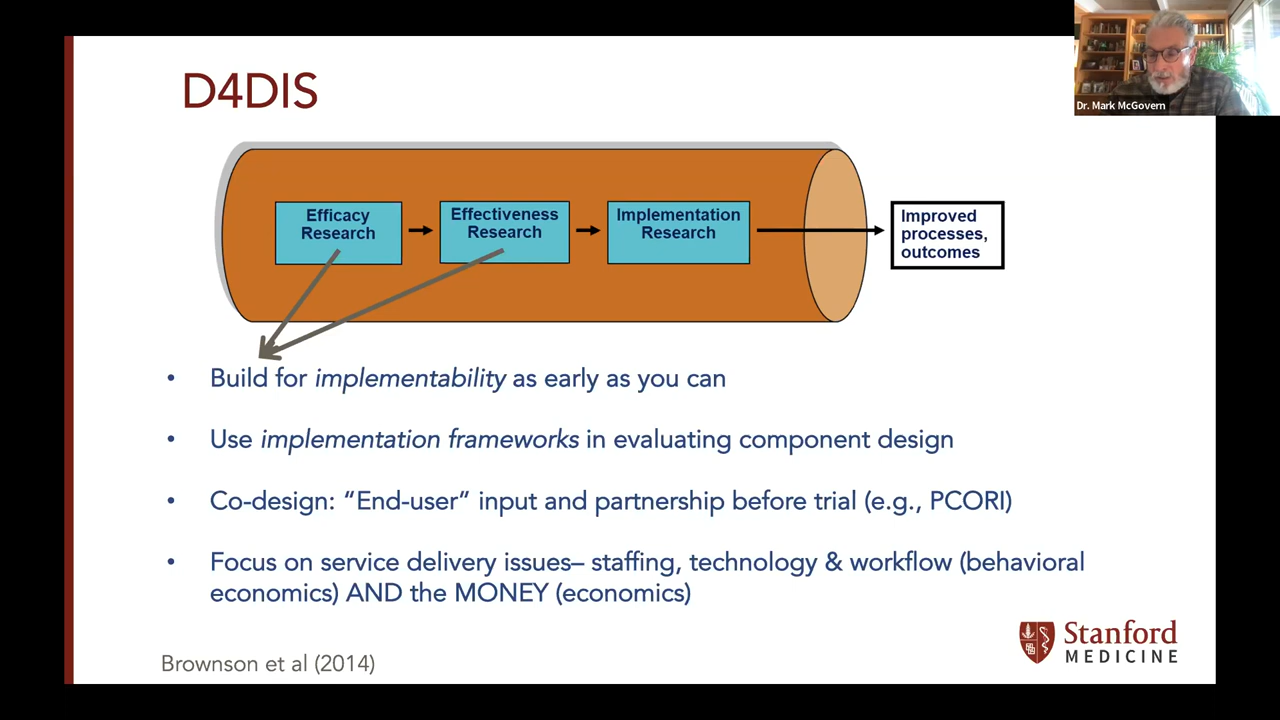 D4DIS
Dr. Mark McGovern
Efficacy
Research
Effectiveness
Research
Implementation
Research
Improved
processes,
outcomes
• Build for implementability as early as you can
• Use implementation frameworks in evaluating component design
• Co-design: “End-user” input and partnership before trial (e.g., PCORI)
• Focus on service delivery issues– staffing, technology & workflow (behavioral
economics) AND the MONEY (economics)
Brownson et al (2014)
Stanford
MEDICINE